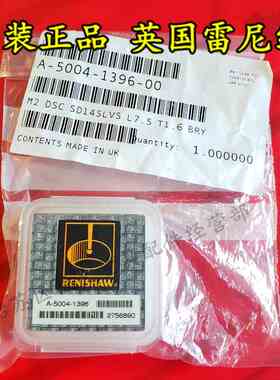 装正品 英国雷尼
A-5004-1396-00
M2 DSC SD14SLVS L7.5 T1.6 BRY
Quantity:
1.000000
CONTENTS MADE IN UK
RENISHAW
A-5004-1396